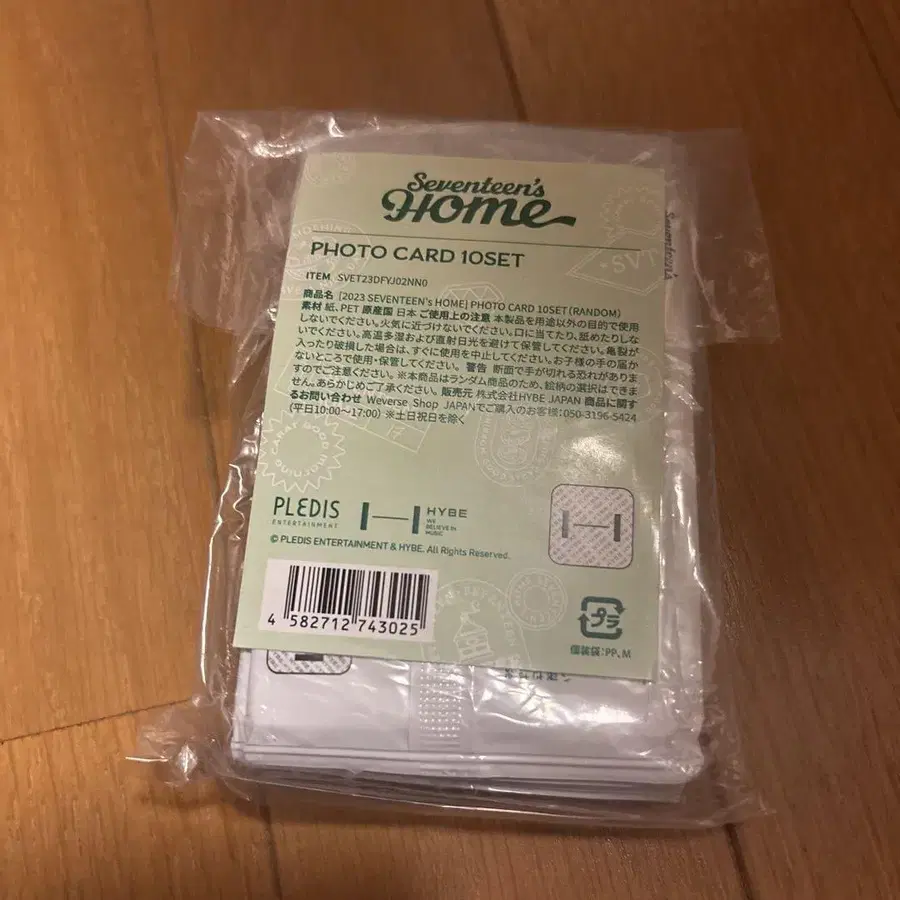 Seventeen's
Home
PHOTO CARD 10SET
ITEM SVET23DFYJ02NN0
商品名 [2023 SEVENTEEN's HOME] PHOTO CARD 10SET(RANDOM)
素材 紙、PET 原産国 日本 ご使用上の注意 本製品を用途以外の目的で使用
しないでください。火気に近づけないでください。口に当てたり、舐めたりしな
いでください。高温多湿および直射日光を避けて保管してください。亀裂が
入ったり破損した場合は、すぐに使用を中止してください。お子様の手の届か
ないところで使用・保管してください。 警告 断面で手が切れる恐れがありま
すのでご注意ください。 ※本商品はランダム商品のため、絵柄の選択はできま
せん。あらかじめご了承ください。 販売元 株式会社HYBE JAPAN 商品に関す
るお問い合わせ Weverse Shop JAPANでご購入のお客様:050-3196-5424
(平日10:00〜17:00) ※土日祝日を除く
PLEDIS
ENTERTAINMENT
HYBE
WE
BELIEVE IN
MUSIC
© PLEDIS ENTERTAINMENT & HYBE. All Rights Reserved.
4 582712 743025
プラ
個装袋:PP、M
SVT
Seventeen's